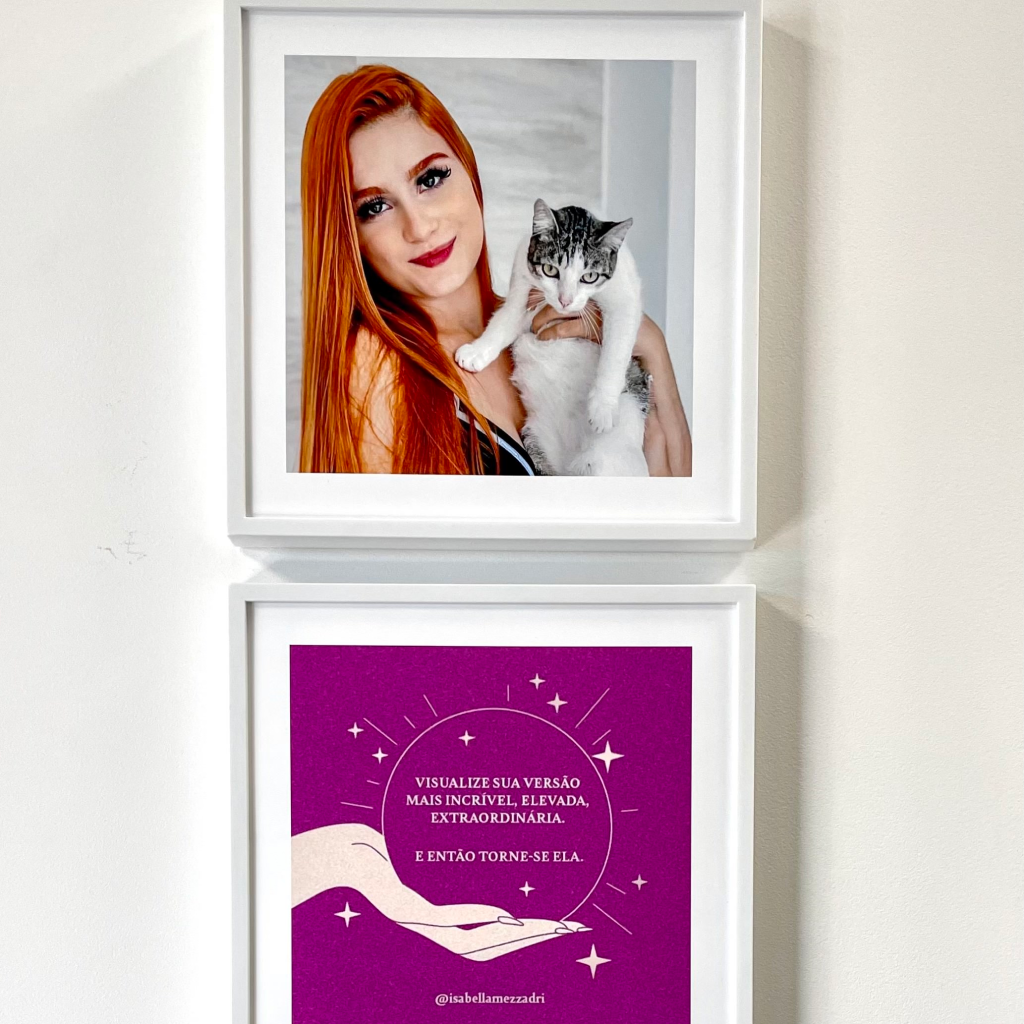 VISUALIZE SUA VERSÃO
MAIS INCRÍVEL, ELEVADA,
EXTRAORDINÁRIA.
E ENTÃO TORNE-SE ELA.
@isabellamezzadri